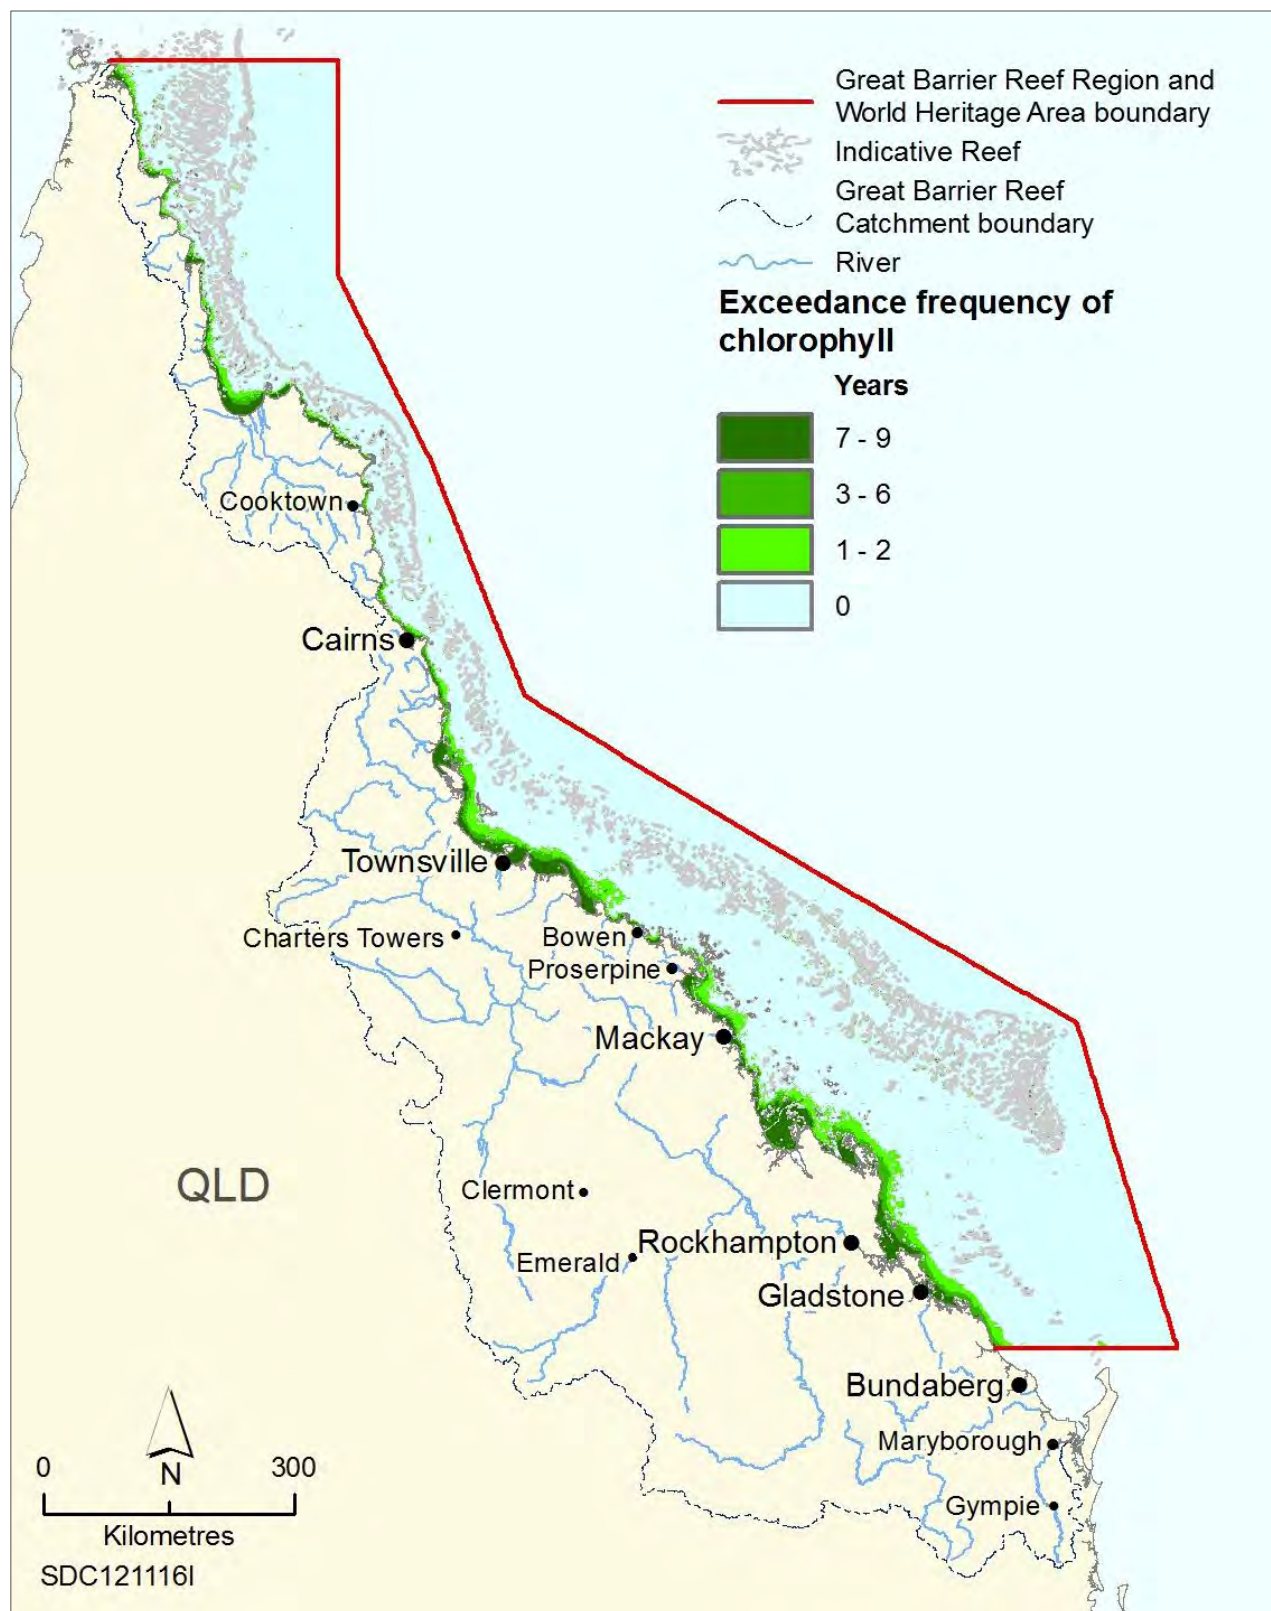 Great Barrier Reef Region and
World Heritage Area boundary
Indicative Reef
Great Barrier Reef
Catchment boundary
River
Exceedance frequency of
chlorophyll
Years
7 - 9
3 - 6
1 - 2
0
Cooktown
Cairns
Townsville
Charters Towers
Bowen
Proserpine
Mackay
QLD
Clermont
Emerald
Rockhampton
Gladstone
Bundaberg
Maryborough
Gympie
0 300
N
Kilometres
SDC121116I